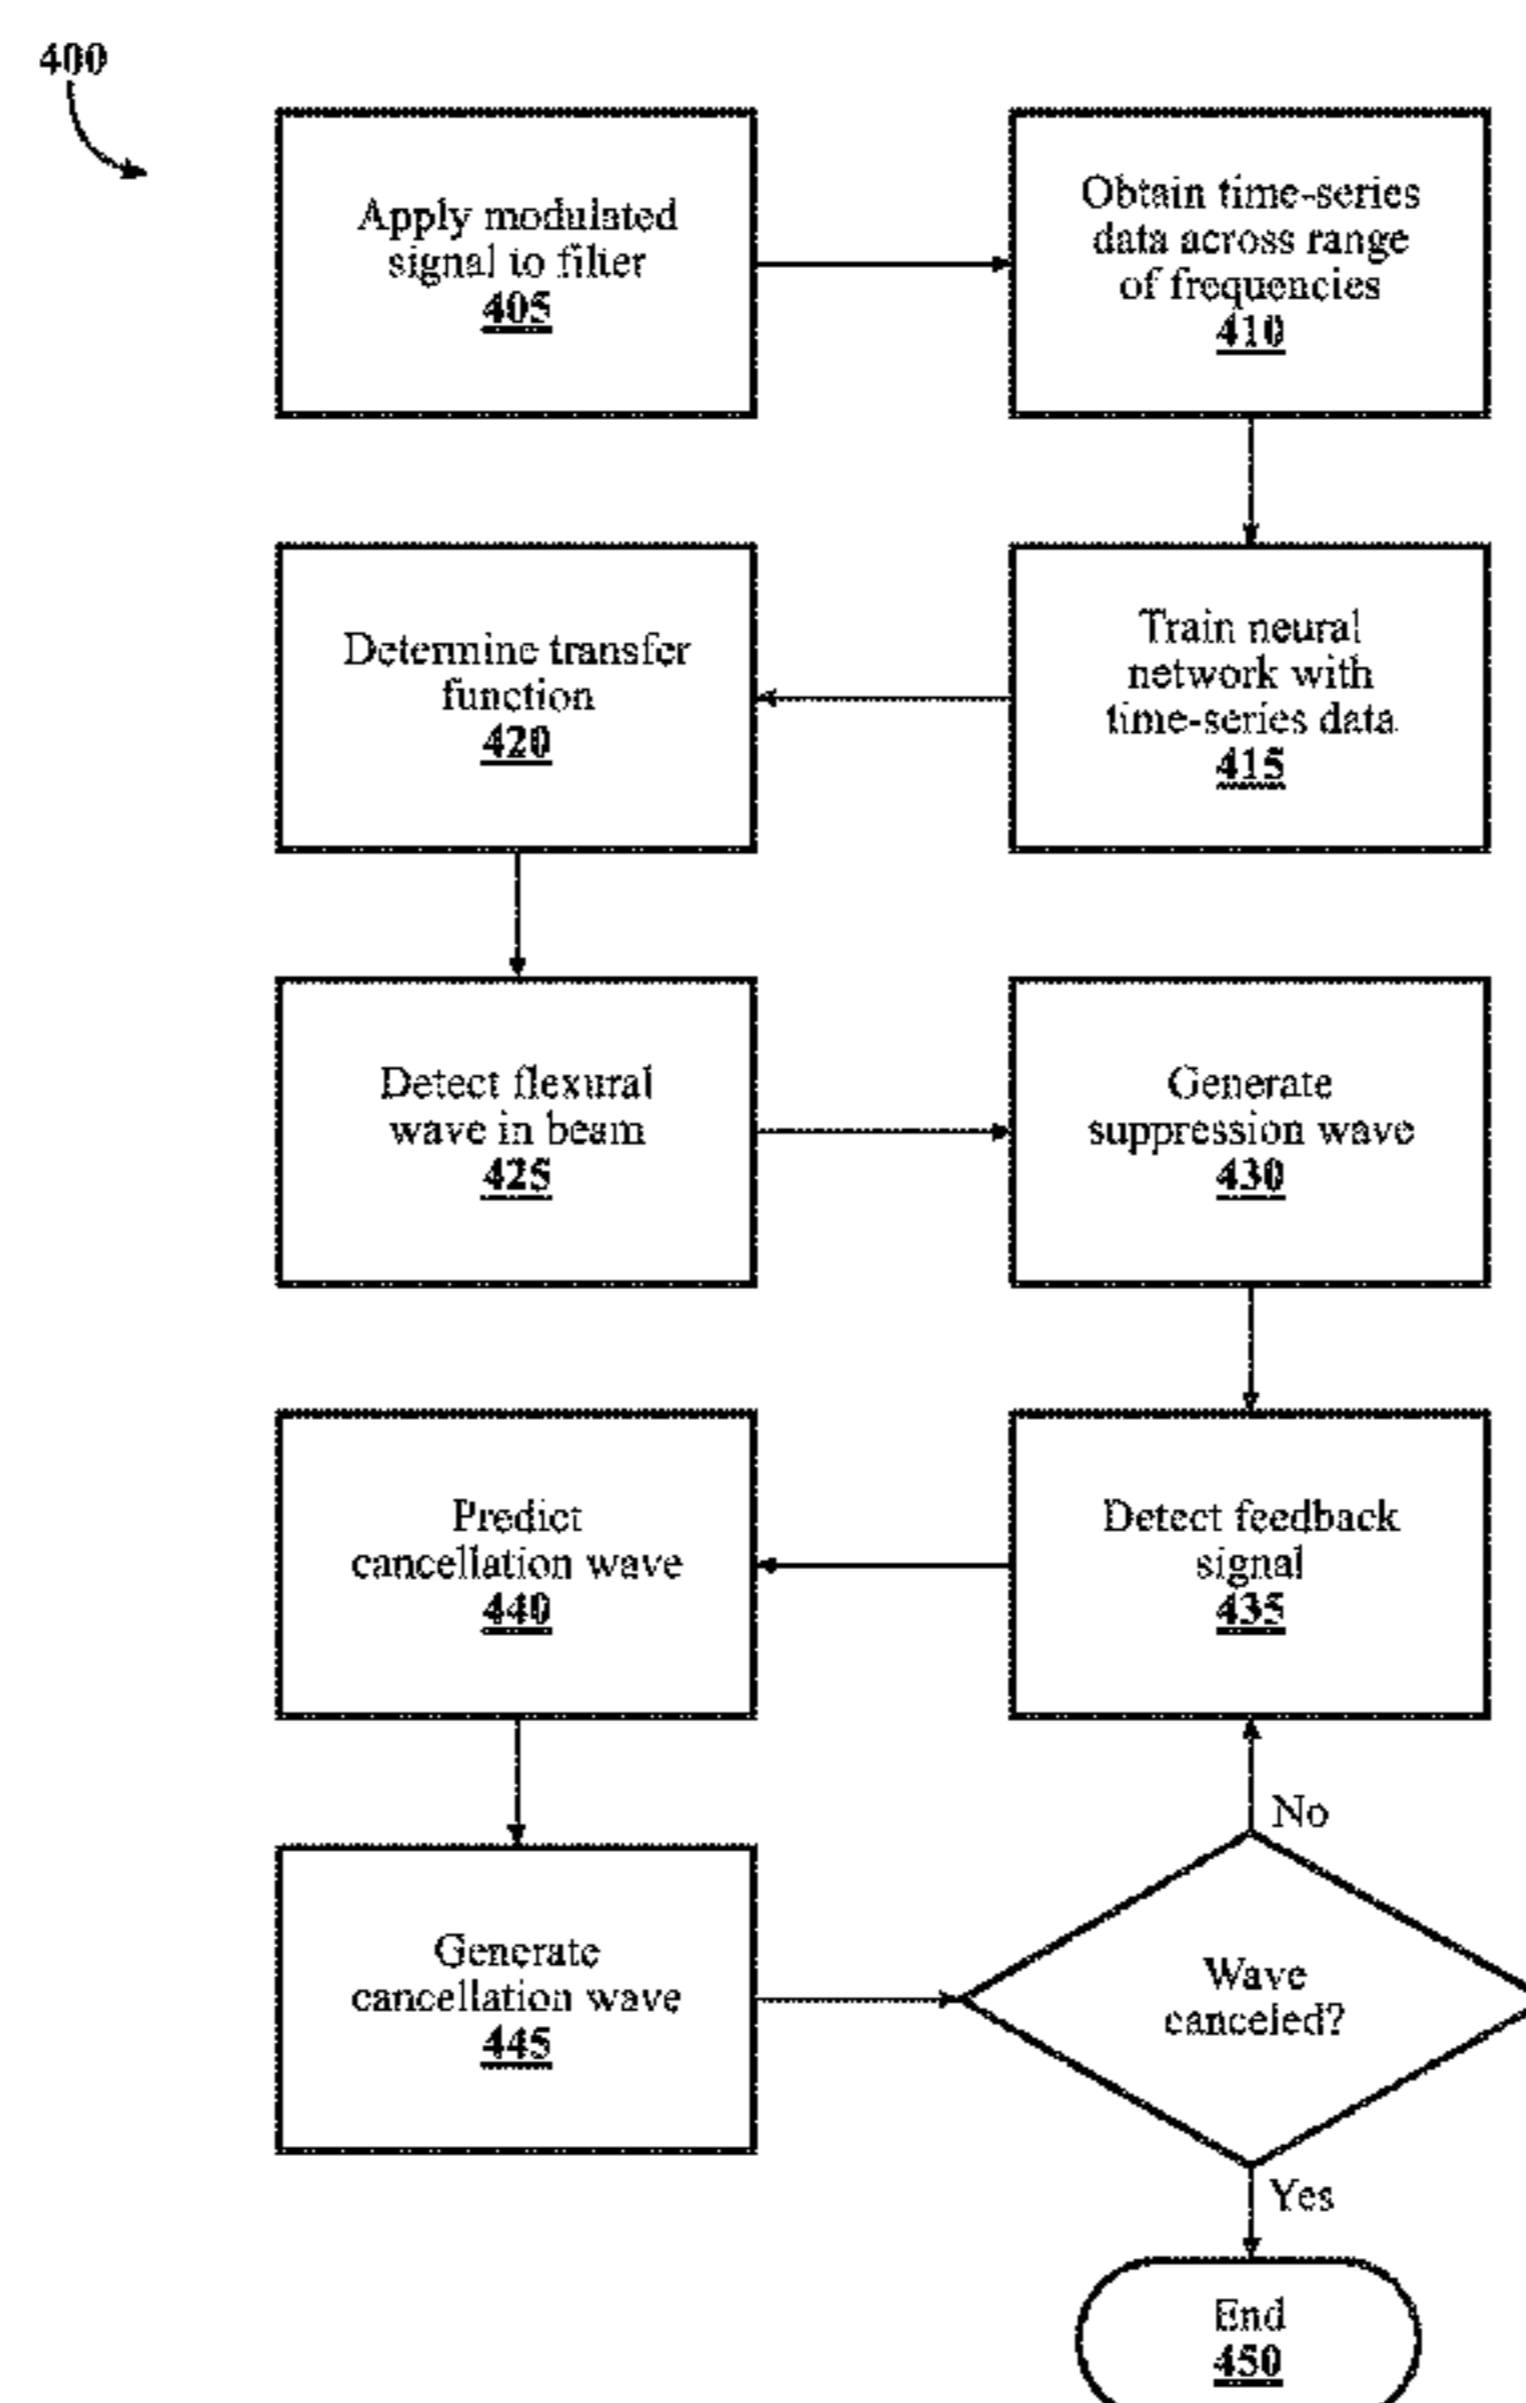 400
Apply modulated
signal to filter
405
Obtain time-series
data across range
of frequencies
410
Train neural
network with
time-series data
415
Determine transfer
function
420
Detect flexural
wave in beam
425
Generate
suppression wave
430
Detect feedback
signal
435
Predict
cancellation wave
440
Generate
cancellation wave
445
No
Wave
canceled?
Yes
End
450